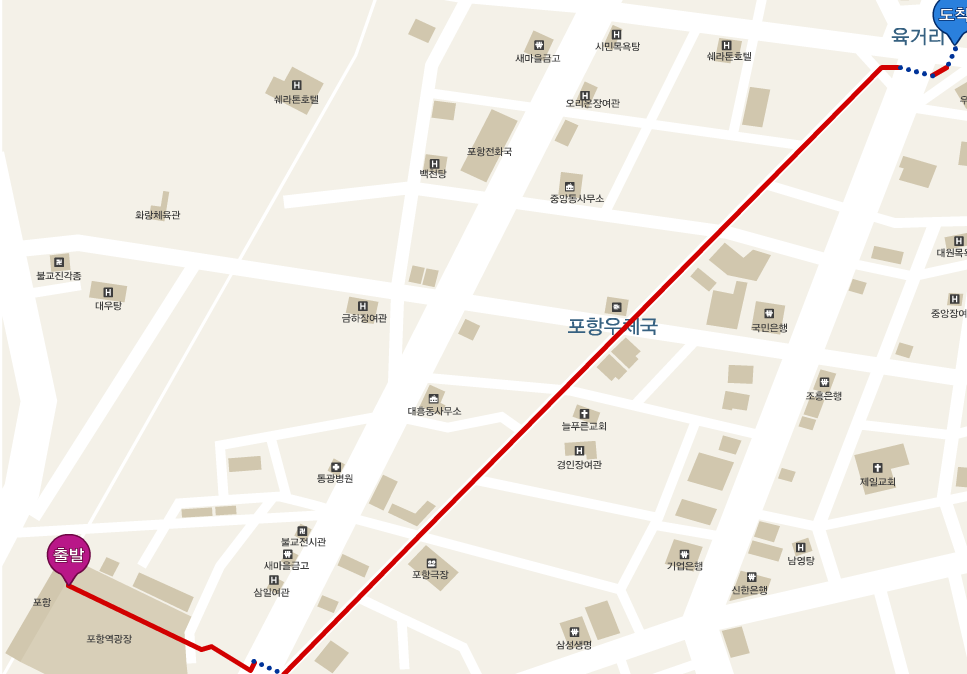 도착
육거리
시민목욕탕
새마을금고
쉐라톤호텔
쉐라톤호텔
오리온장여관
우
포항전화국
백천탕
중앙동사무소
화랑체육관
대원목욕
불교진각종
대우탕
금하장여관
중앙장여
포항우체국
국민은행
조흥은행
대흥동사무소
늘푸른교회
경인장여관
동광병원
제일교회
불교전시관
출발
새마을금고
남영탕
기업은행
포항극장
삼일여관
신한은행
포항
포항역광장
삼성생명